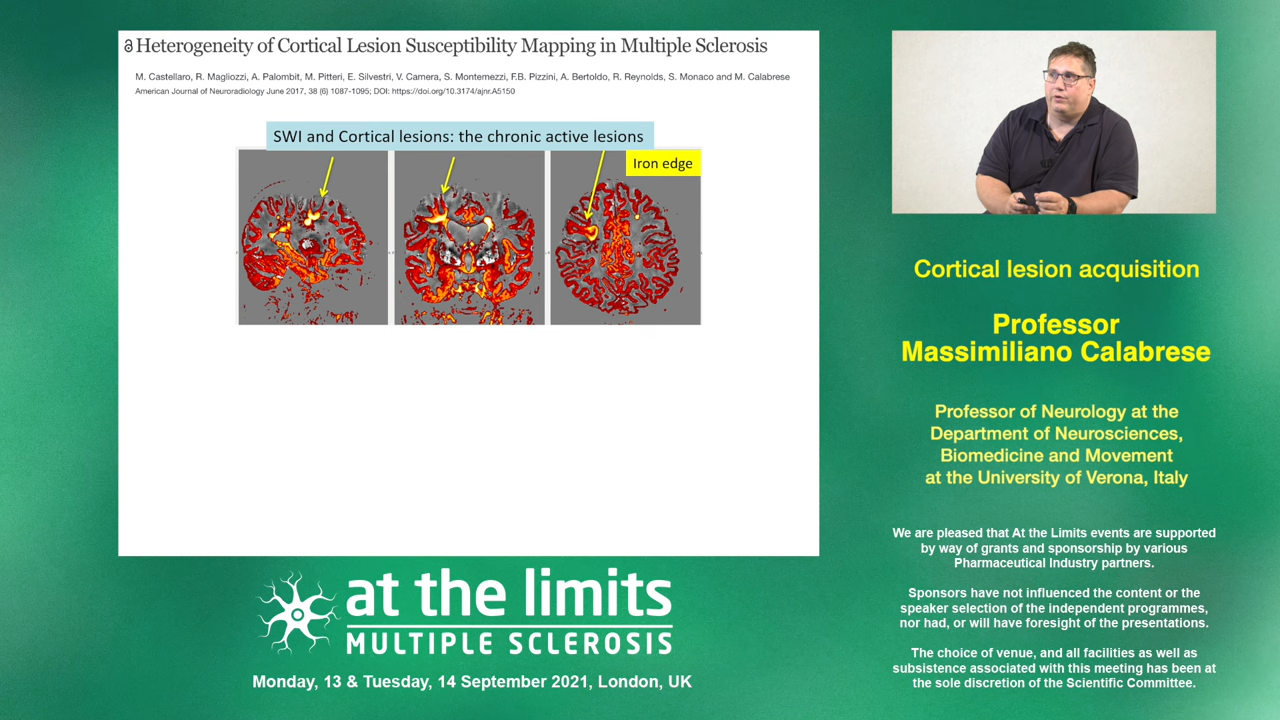 Heterogeneity of Cortical Lesion Susceptibility Mapping in Multiple Sclerosis
M. Castellaro, R. Magliozzi, A. Palombit, M. Pitteri, E. Silvestri, V. Camera, S. Montemezzi, F.B. Pizzini, A. Bertoldo, R. Reynolds, S. Monaco and M. Calabrese
American Journal of Neuroradiology June 2017, 38 (6) 1087-1095; DOI: https://doi.org/10.3174/ajnr.A5150
SWI and Cortical lesions: the chronic active lesions
Iron edge
Cortical lesion acquisition
Professor
Massimiliano Calabrese
Professor of Neurology at the
Department of Neurosciences,
Biomedicine and Movement
at the University of Verona, Italy
We are pleased that At the Limits events are supported
by way of grants and sponsorship by various
Pharmaceutical Industry partners.
Sponsors have not influenced the content or the
speaker selection of the independent programmes,
nor had, or will have foresight of the presentations.
The choice of venue, and all facilities as well as
subsistence associated with this meeting has been at
the sole discretion of the Scientific Committee.
at the limits
MULTIPLE SCLEROSIS
Monday, 13 & Tuesday, 14 September 2021, London, UK